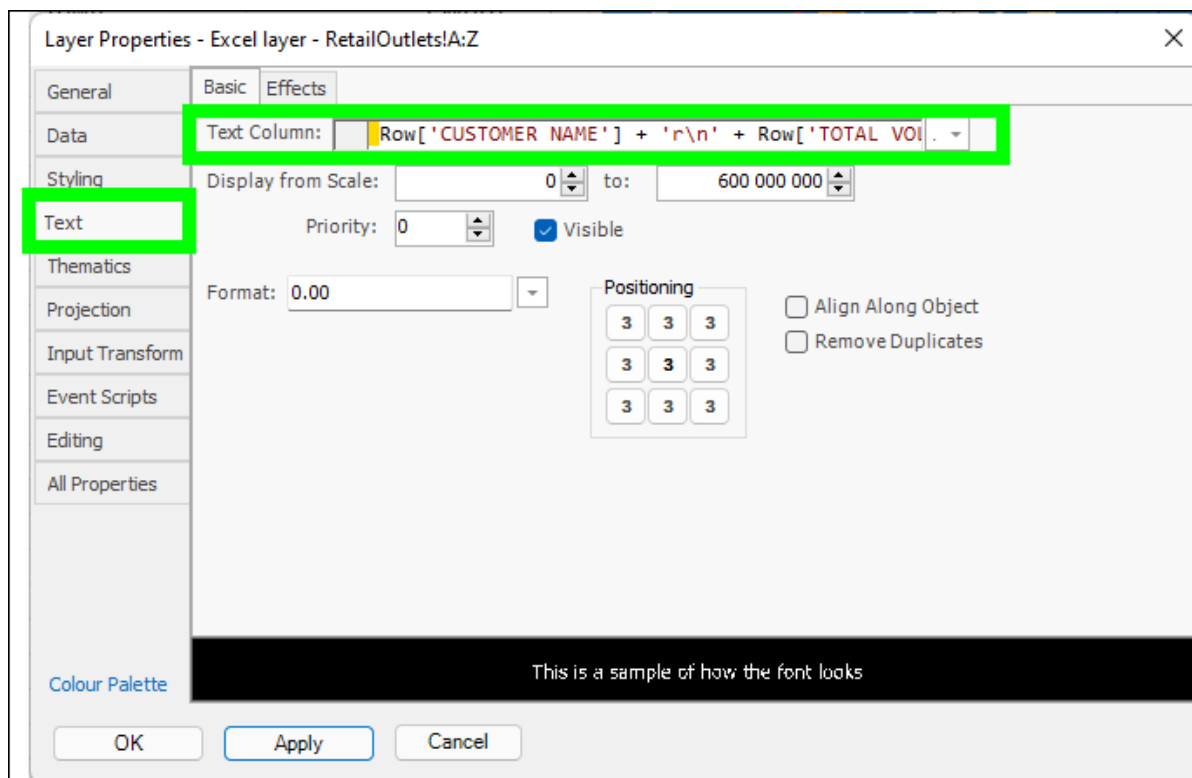 Layer Properties - Excel layer - RetailOutlets!A:Z
General
Data
Styling
Text
Thematics
Projection
Input Transform
Event Scripts
Editing
All Properties
Colour Palette
Basic Effects
Text Column: Row['CUSTOMER NAME'] + 'r\n' + Row['TOTAL VOL .
Display from Scale: 0 to: 600 000 000
Priority: 0 Visible
Format: 0.00
Positioning
3 3 3
3 3 3
3 3 3
Align Along Object
Remove Duplicates
This is a sample of how the font looks
OK Apply Cancel